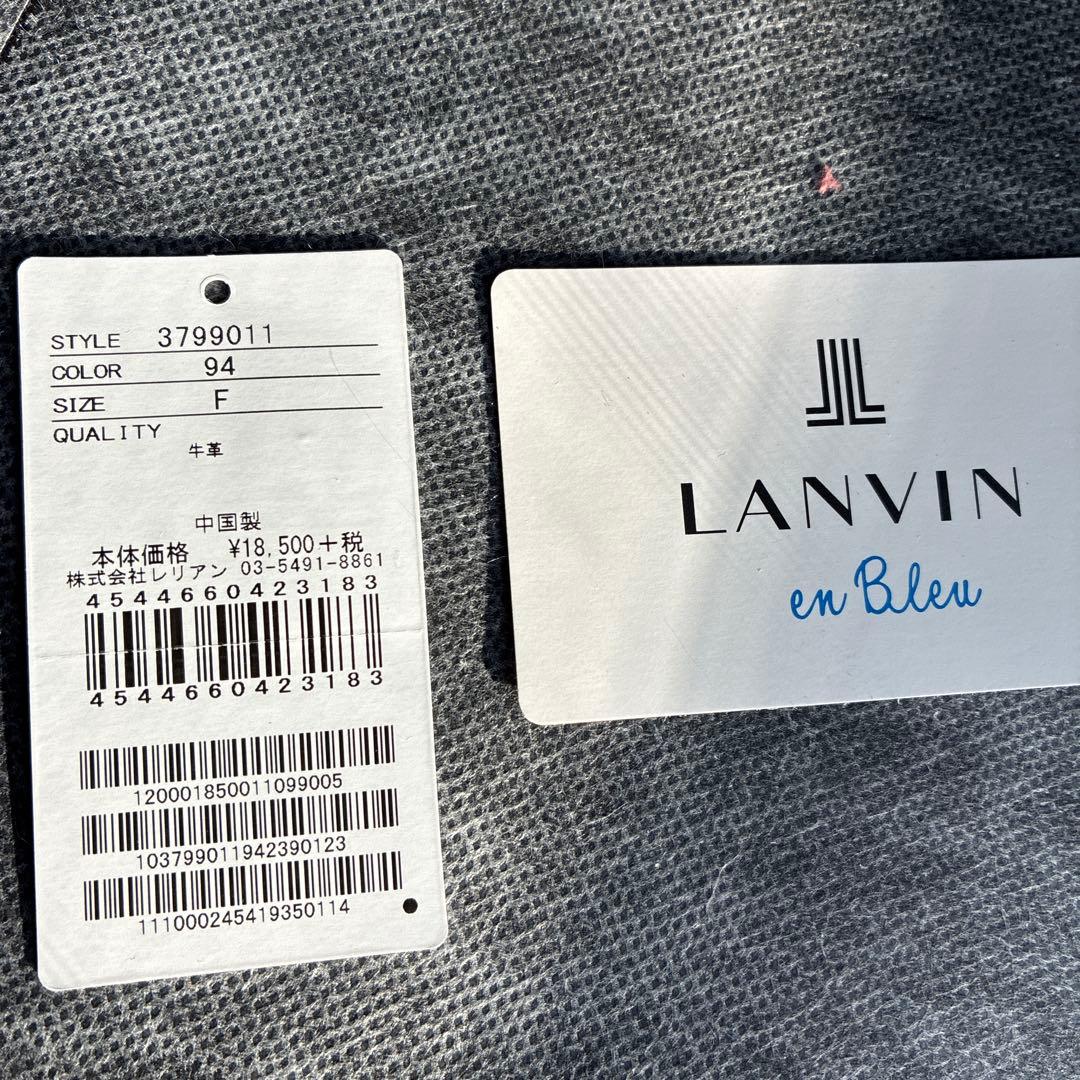 STYLE 3799011
COLOR 94
SIZE F
QUALITY
牛革
中国製
本体価格 ¥18,500+税
株式会社レリアン 03-5491-8861
4544660423183
4544660423183
120001850011099005
103799011942390123
111000245419350114
LANVIN
en Bleu